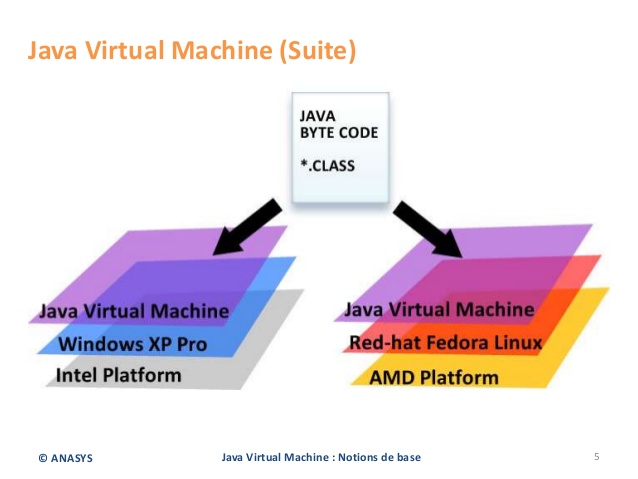 Java Virtual Machine (Suite)
JAVA
BYTE CODE
*.CLASS
Java Virtual Machine
Windows XP Pro
Intel Platform
Java Virtual Machine
Red-hat Fedora Linux
AMD Platform
© ANASYS
Java Virtual Machine : Notions de base
5